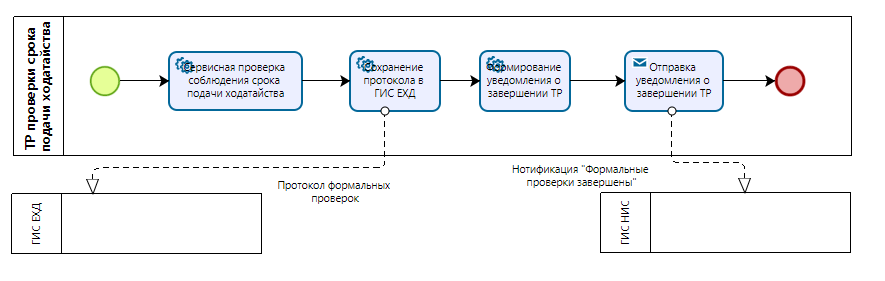 ТР проверки срока
подачи ходатайства
Сервисная проверка
соблюдения срока
подачи ходатайства
Сохранение
протокола в
ГИС ЕХД
Формирование
уведомления о
завершении ТР
Отправка
уведомления о
завершении ТР
Протокол формальных
проверок
Нотификация "Формальные
проверки завершены"
ГИС ЕХД
ГИС НИС